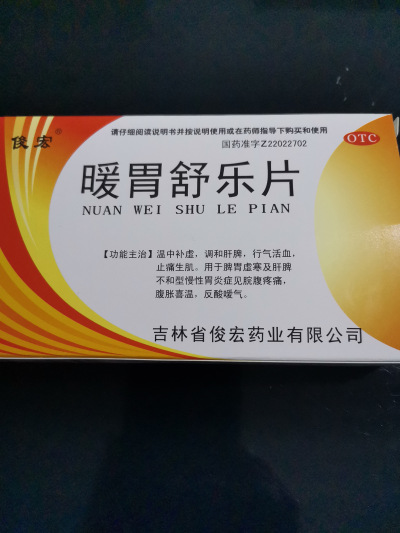 俊宏®
请仔细阅读说明书并按说明使用或在药师指导下购买和使用
国药准字Z22022702
OTC
暖胃舒乐片
NUAN WEI SHU LE PIAN
【功能主治】温中补虚，调和肝脾，行气活血，
止痛生肌。用于脾胃虚寒及肝脾
不和型慢性胃炎症见脘腹疼痛，
腹胀喜温，反酸嗳气。
吉林省俊宏药业有限公司